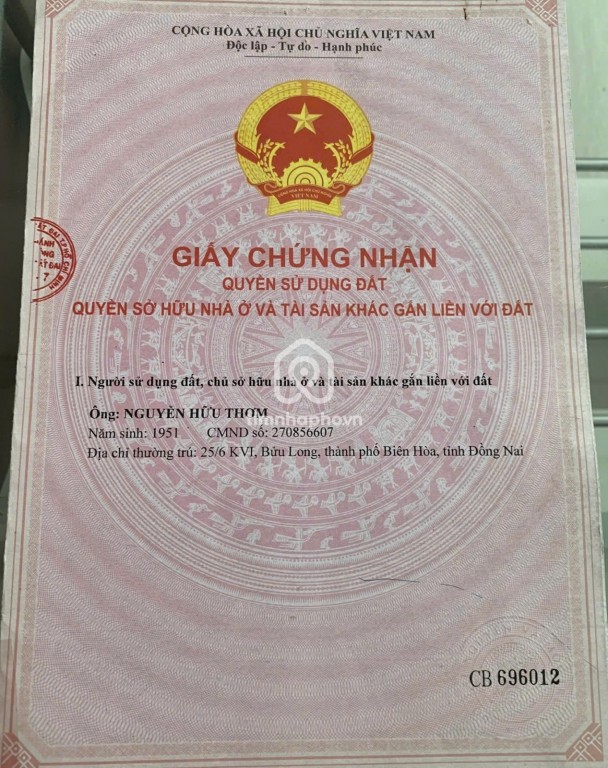 CỘNG HÒA XÃ HỘI CHỦ NGHĨA VIỆT NAM
Độc lập - Tự do - Hạnh phúc
VIỆT NAM
GIẤY CHỨNG NHẬN
QUYỀN SỬ DỤNG ĐẤT
QUYỀN SỞ HỮU NHÀ Ở VÀ TÀI SẢN KHÁC GẮN LIỀN VỚI ĐẤT
I. Người sử dụng đất, chủ sở hữu nhà ở và tài sản khác gắn liền với đất
Ông: NGUYỄN HỮU THƠM
timnhaphovn
Năm sinh: 1951 CMND số: 270856607
Địa chỉ thường trú: 25/6 KVI, Bửu Long, thành phố Biên Hòa, tỉnh Đồng Nai
CB 696012